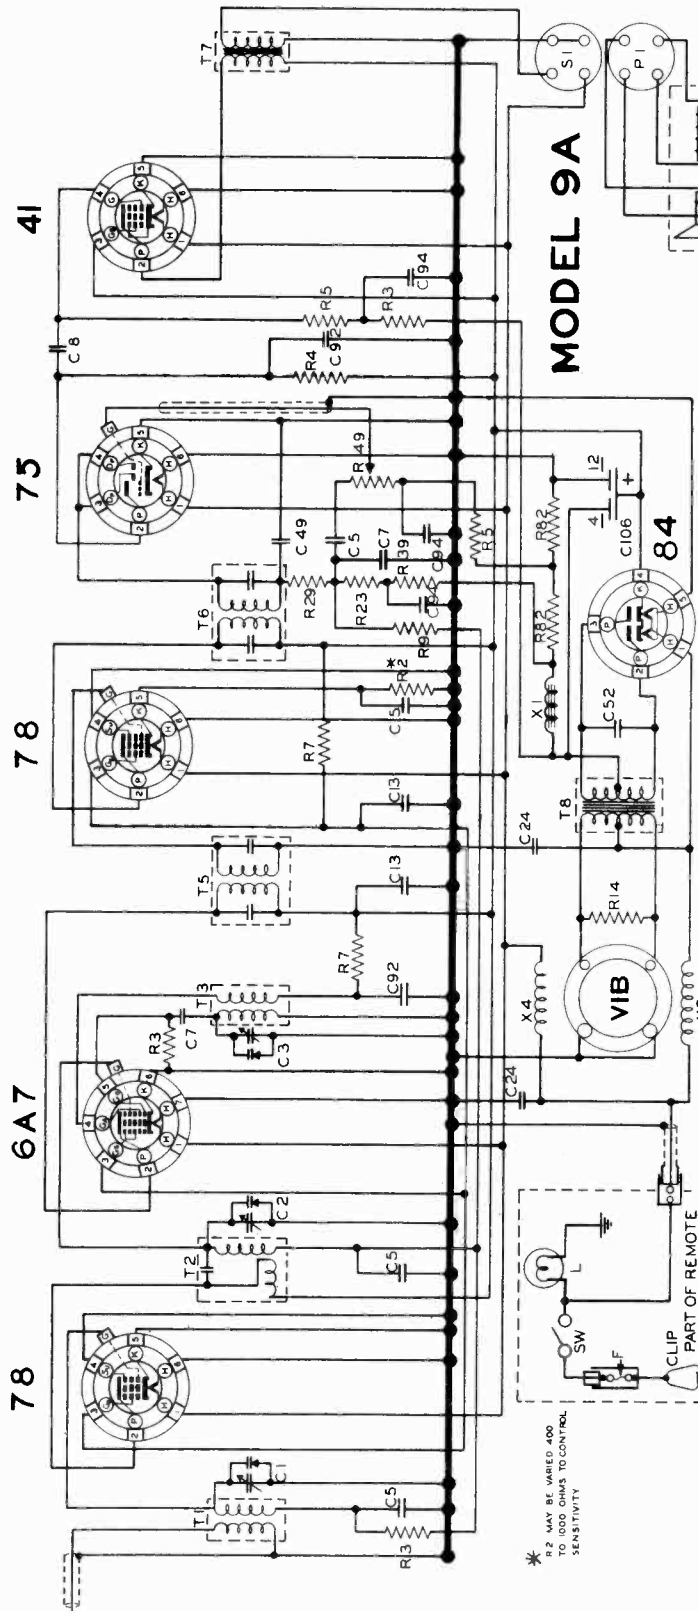 78
6A7
78
75
41
T1
C1
R3
C5
T2
C2
C5
R3
C7
T3
C3
R7
C92
C13
T5
C13
R7
C15
R2
*
T6
R29
R23
R39
R9
C94
C94
C7
C5
C49
R5
C8
R4
C912
R5
R3
C94
T7
MODEL 9A
S1
P1
C24
X4
C24
VIB
R14
T8
C52
84
X1
R82
R82
4
12
+
C106
L
SW
F
CLIP
PART OF REMOTE
* R2 MAY BE VARIED 400
TO 1000 OHMS TO CONTROL
SENSITIVITY